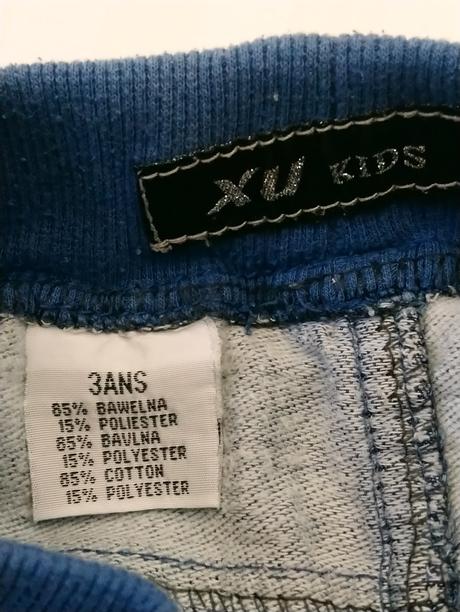 XU KIDS
3ANS
85% BAWELNA
15% POLIESTER
85% BAVLNA
15% POLYESTER
85% COTTON
15% POLYESTER